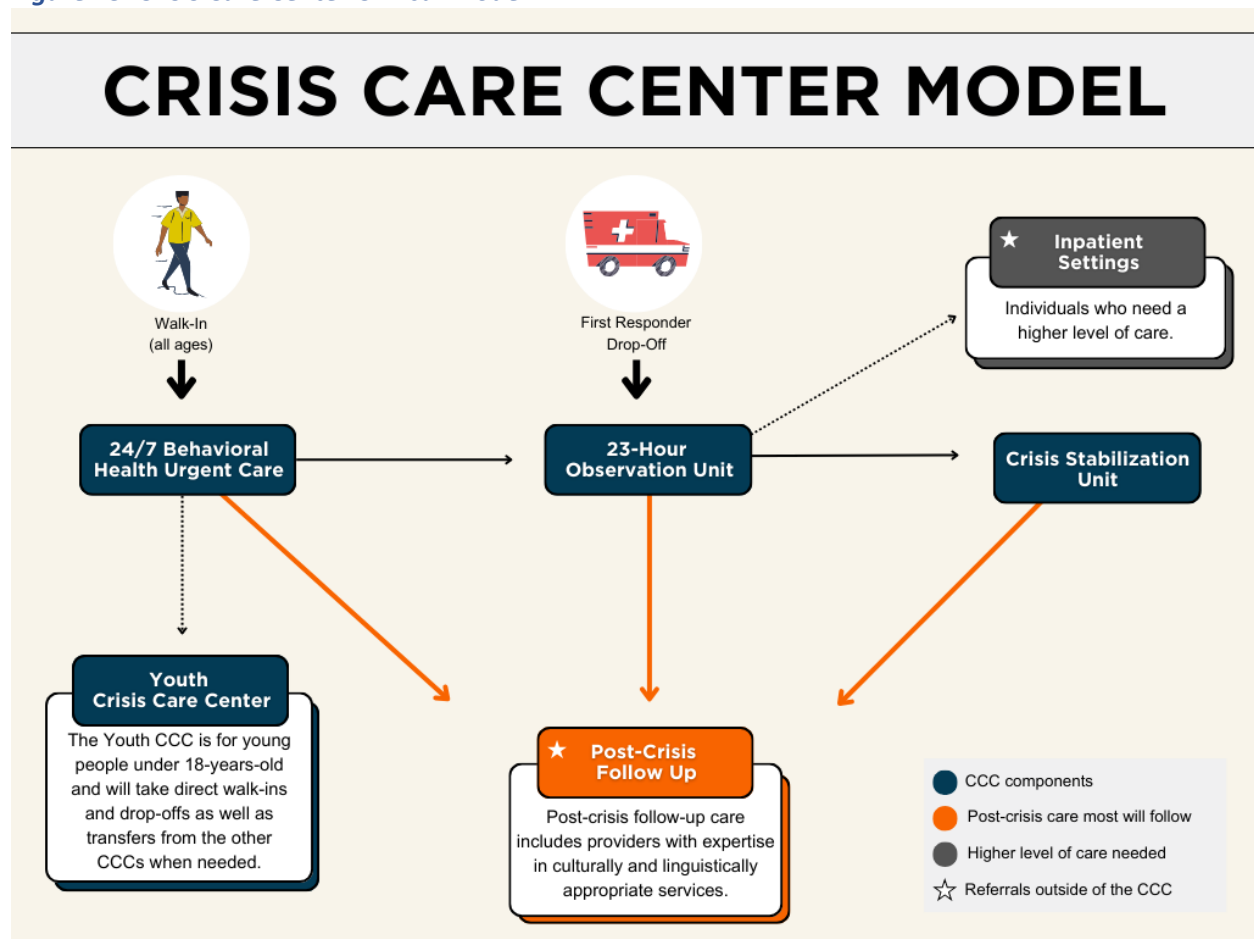 CRISIS CARE CENTER MODEL
Walk-In
(all ages)
First Responder
Drop-Off
Inpatient
Settings
Individuals who need a
higher level of care.
24/7 Behavioral
Health Urgent Care
23-Hour
Observation Unit
Crisis Stabilization
Unit
Youth
Crisis Care Center
The Youth CCC is for young
people under 18-years-old
and will take direct walk-ins
and drop-offs as well as
transfers from the other
CCCs when needed.
Post-Crisis
Follow Up
Post-crisis follow-up care
includes providers with expertise
in culturally and linguistically
appropriate services.
CCC components
Post-crisis care most will follow
Higher level of care needed
Referrals outside of the CCC